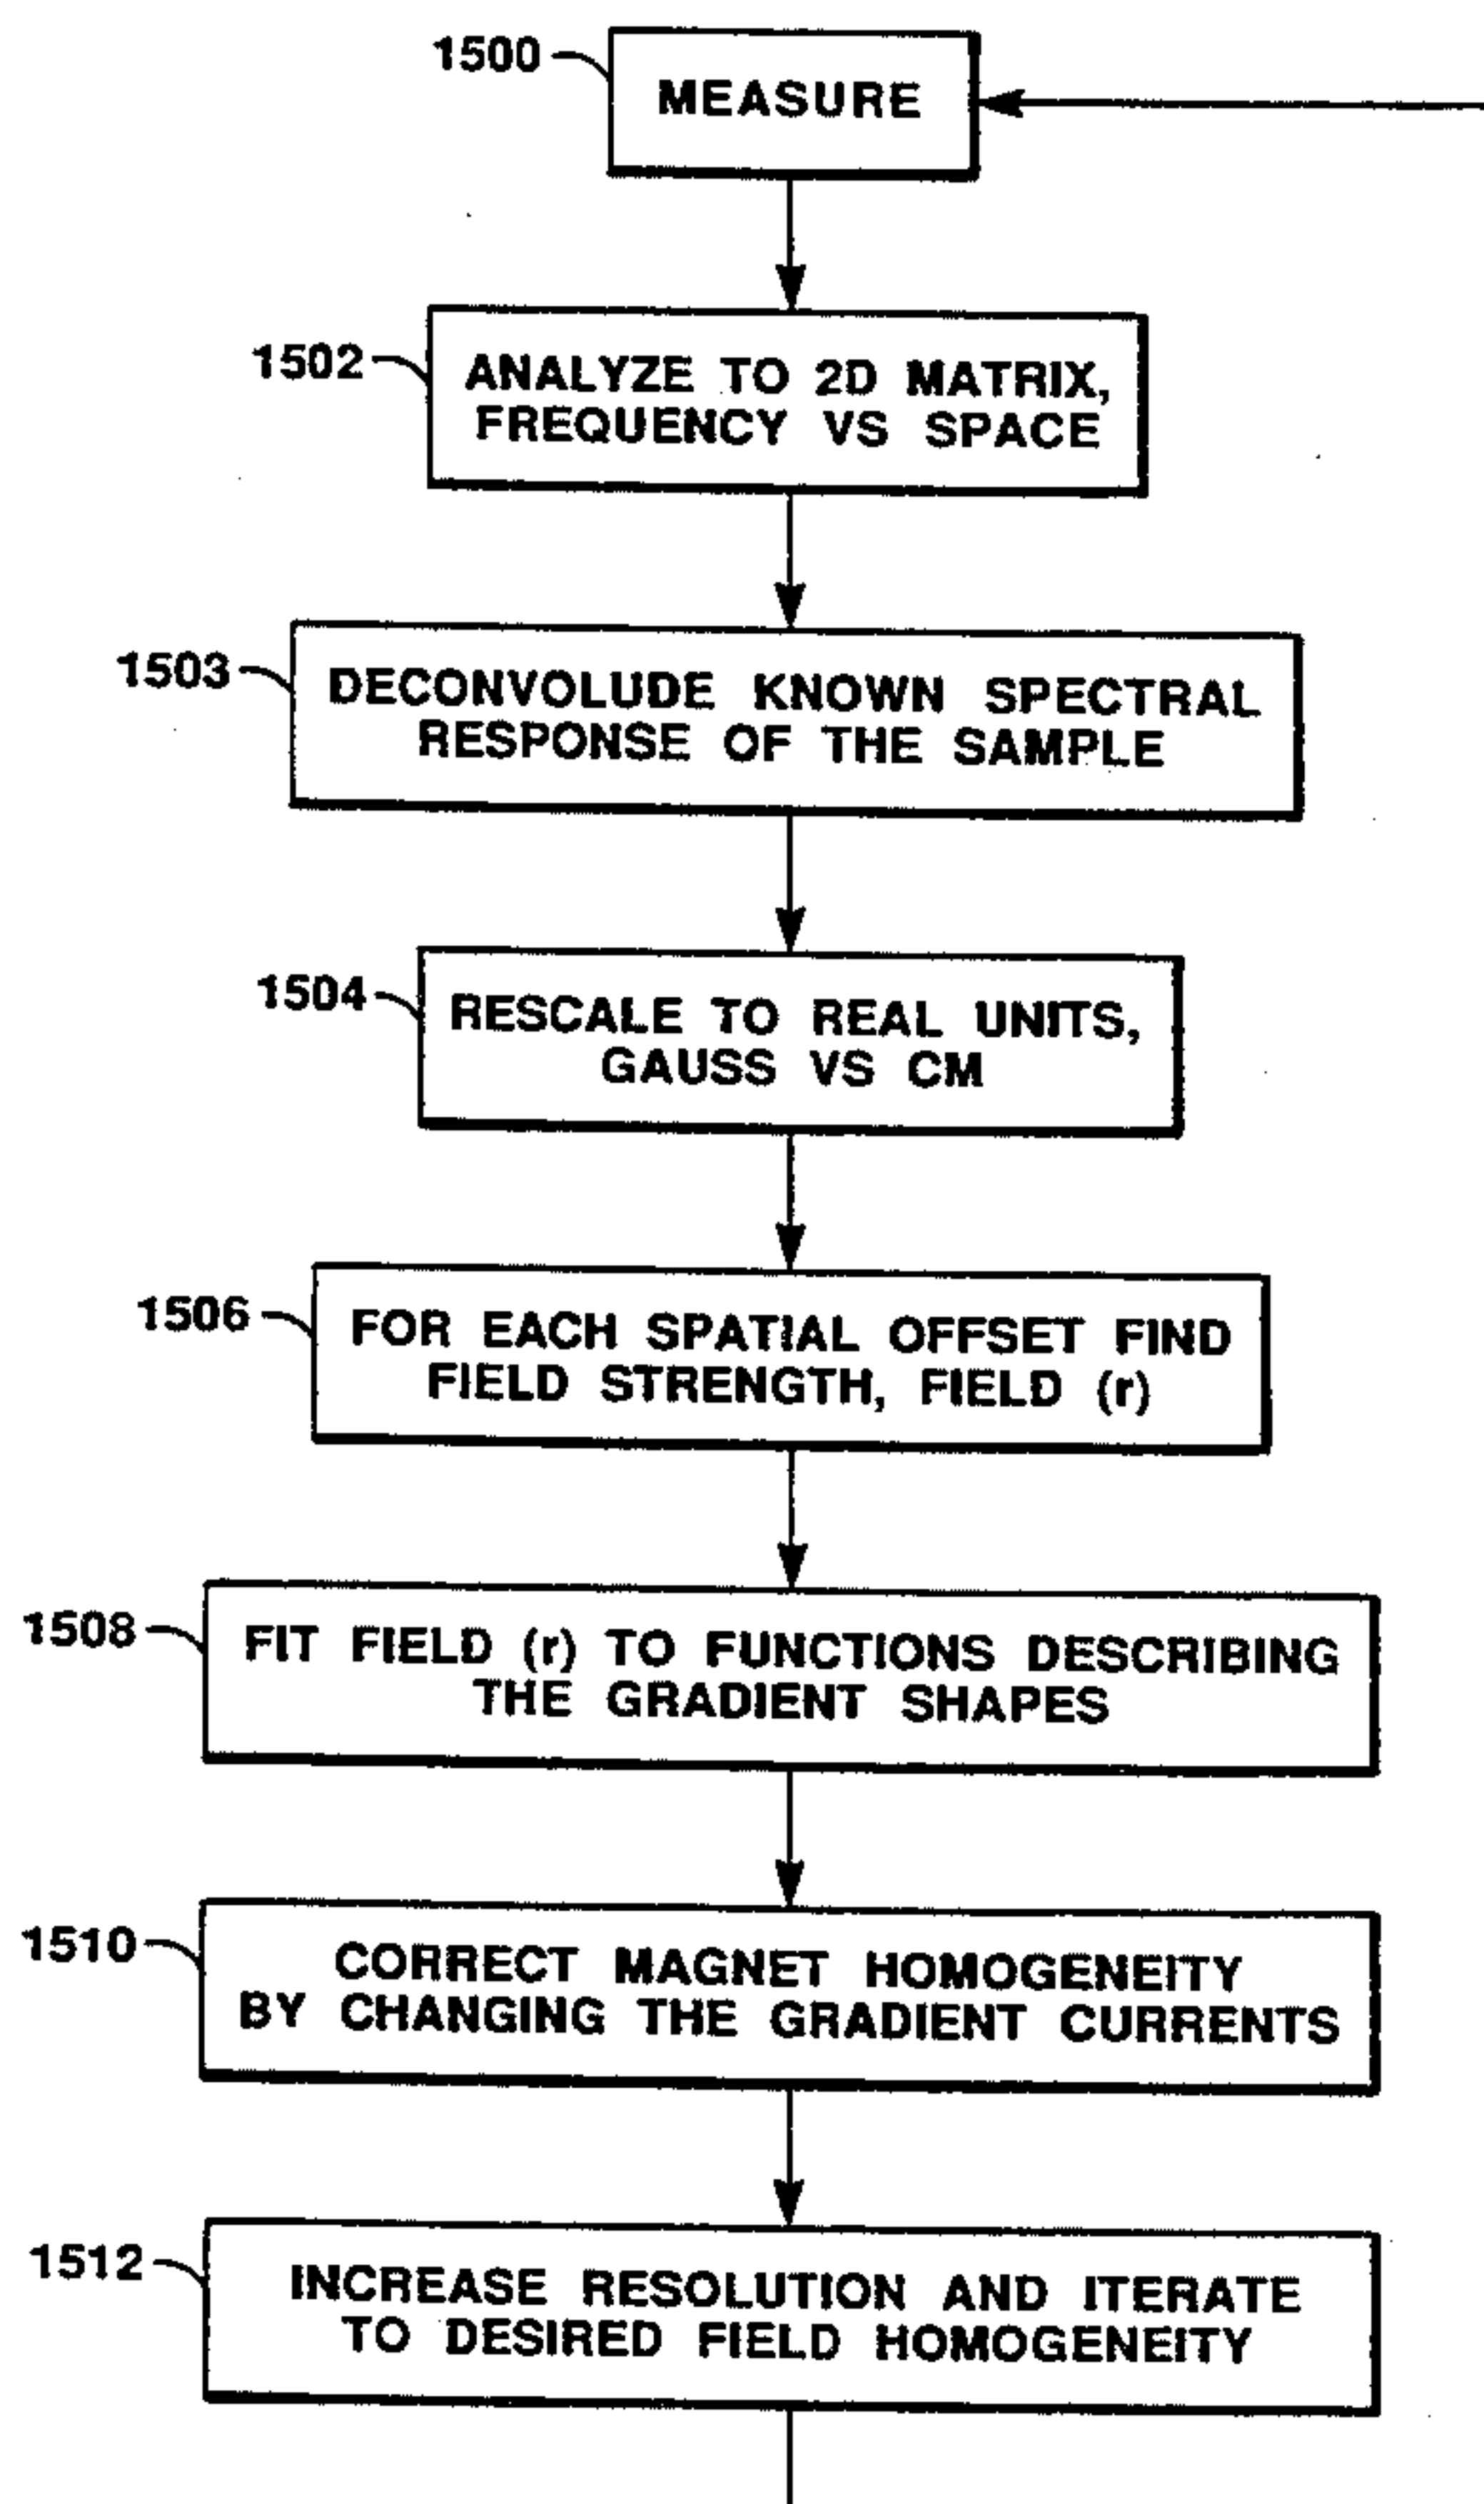 1500
MEASURE
1502
ANALYZE TO 2D MATRIX,
FREQUENCY VS SPACE
1503
DECONVOLUDE KNOWN SPECTRAL
RESPONSE OF THE SAMPLE
1504
RESCALE TO REAL UNITS,
GAUSS VS CM
1506
FOR EACH SPATIAL OFFSET FIND
FIELD STRENGTH, FIELD (r)
1508
FIT FIELD (r) TO FUNCTIONS DESCRIBING
THE GRADIENT SHAPES
1510
CORRECT MAGNET HOMOGENEITY
BY CHANGING THE GRADIENT CURRENTS
1512
INCREASE RESOLUTION AND ITERATE
TO DESIRED FIELD HOMOGENEITY